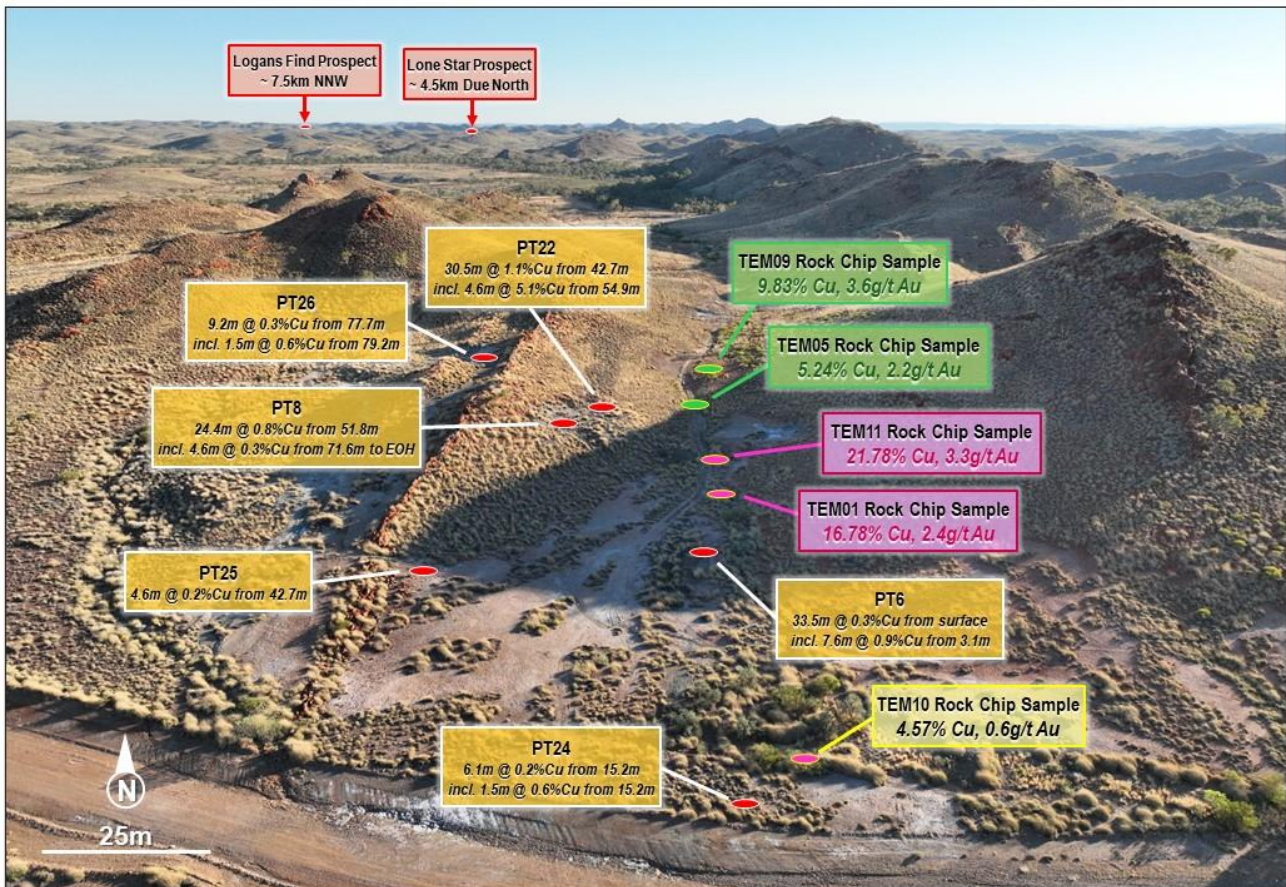 Logans Find Prospect
~ 7.5km NNW
Lone Star Prospect
~ 4.5km Due North
PT22
30.5m @ 1.1%Cu from 42.7m
incl. 4.6m @ 5.1%Cu from 54.9m
TEM09 Rock Chip Sample
9.83% Cu, 3.6g/t Au
PT26
9.2m @ 0.3%Cu from 77.7m
incl. 1.5m @ 0.6%Cu from 79.2m
TEM05 Rock Chip Sample
5.24% Cu, 2.2g/t Au
PT8
24.4m @ 0.8%Cu from 51.8m
incl. 4.6m @ 0.3%Cu from 71.6m to EOH
TEM11 Rock Chip Sample
21.78% Cu, 3.3g/t Au
TEM01 Rock Chip Sample
16.78% Cu, 2.4g/t Au
PT25
4.6m @ 0.2%Cu from 42.7m
PT6
33.5m @ 0.3%Cu from surface
incl. 7.6m @ 0.9%Cu from 3.1m
TEM10 Rock Chip Sample
4.57% Cu, 0.6g/t Au
PT24
6.1m @ 0.2%Cu from 15.2m
incl. 1.5m @ 0.6%Cu from 15.2m
N
25m